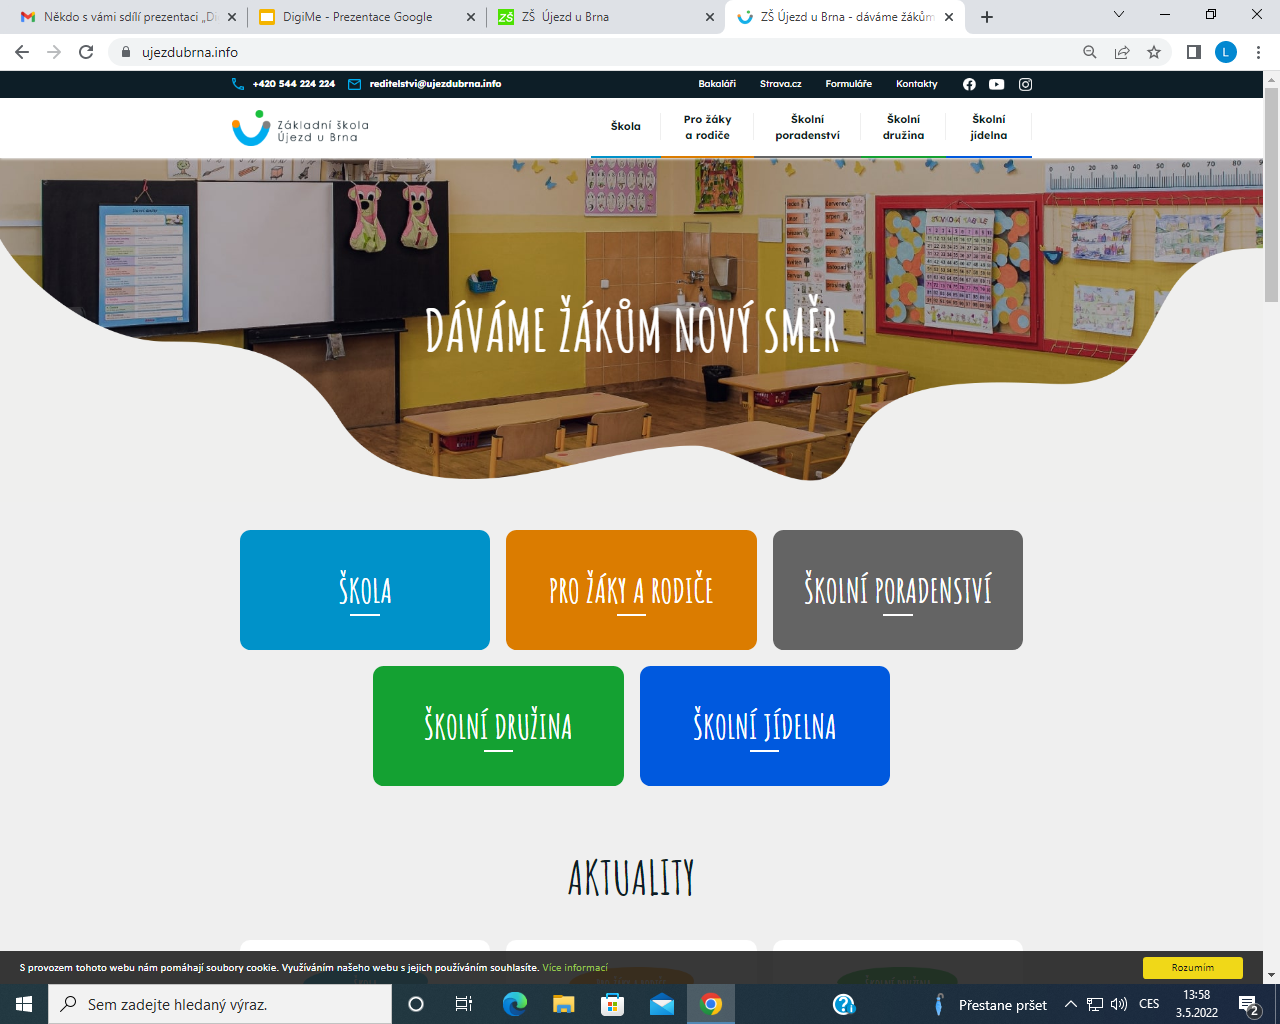 Někdo s vámi sdílí prezentaci „Di
DigiMe - Prezentace Google
ZŠ Újezd u Brna
ZŠ Újezd u Brna - dáváme žákům
ujezdubrna.info
L
+420 544 224 224
reditelstvi@ujezdubrna.info
Bakaláři
Strava.cz
Formuláře
Kontakty
Základní škola
Újezd u Brna
Škola
Pro žáky
a rodiče
Školní
poradenství
Školní
družina
Školní
jídelna
DÁVÁME ŽÁKŮM NOVÝ SMĚR
ŠKOLA
PRO ŽÁKY A RODIČE
ŠKOLNÍ PORADENSTVÍ
ŠKOLNÍ DRUŽINA
ŠKOLNÍ JÍDELNA
AKTUALITY
S provozem tohoto webu nám pomáhají soubory cookie. Využíváním našeho webu s jejich používáním souhlasíte. Více informací
Rozumím
Sem zadejte hledaný výraz.
Přestane pršet
CES
13:58
3.5.2022
2